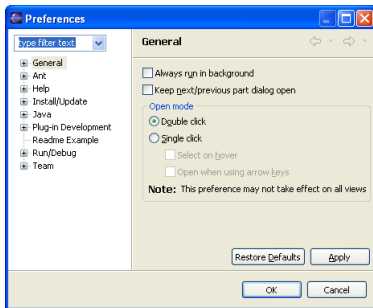 Preferences
type filter text
General
General
Ant
Help
Install/Update
Java
Plug-in Development
Readme Example
Run/Debug
Team
Always run in background
Keep next/previous part dialog open
Open mode
Double click
Single click
Select on hover
Open when using arrow keys
Note: This preference may not take effect on all views
Restore Defaults
Apply
OK
Cancel